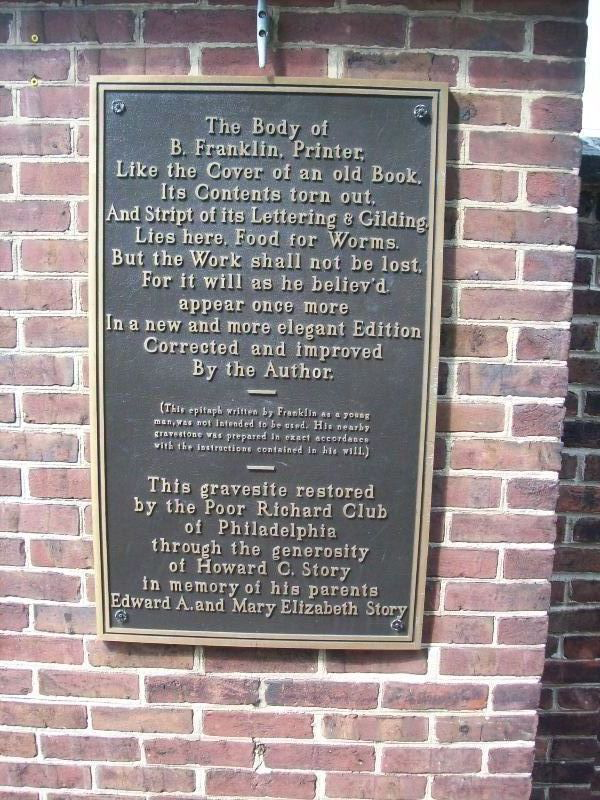 The Body of
B. Franklin, Printer,
Like the Cover of an old Book,
Its Contents torn out,
And Stript of its Lettering & Gilding,
Lies here, Food for Worms.
But the Work shall not be lost,
For it will as he believ'd
appear once more
In a new and more elegant Edition
Corrected and improved
By the Author.
(This epitaph written by Franklin as a young
man, was not intended to be used. His nearby
gravestone was prepared in exact accordance
with the instructions contained in his will.)
This gravesite restored
by the Poor Richard Club
of Philadelphia
through the generosity
of Howard C. Story
in memory of his parents
Edward A. and Mary Elizabeth Story